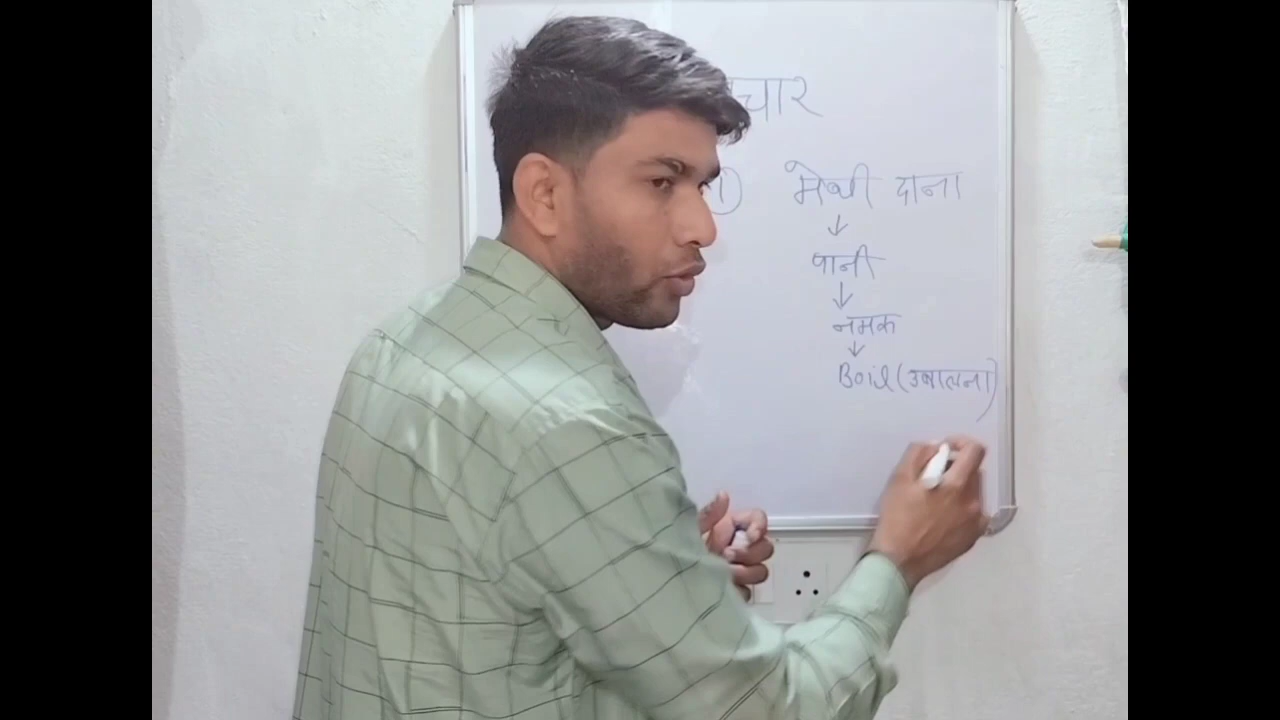 चार
1
मेथी दाना
↓
पानी
↓
नमक
↓
Boil (उबालना)